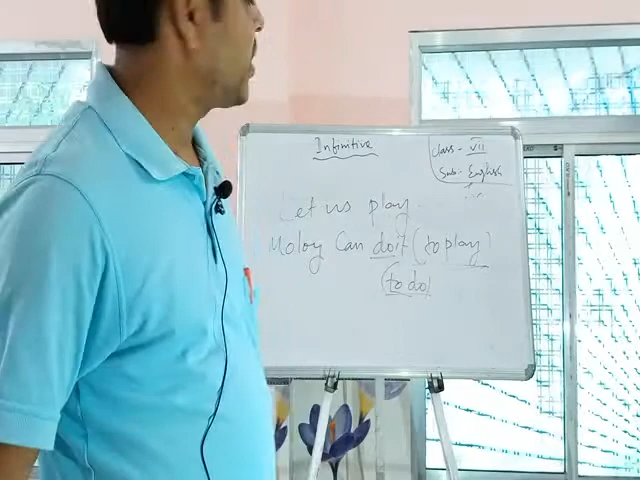 Infinitive
Class - VII
Sub:- English
Let us play.
Moloy Can do it (to play)
(to do)